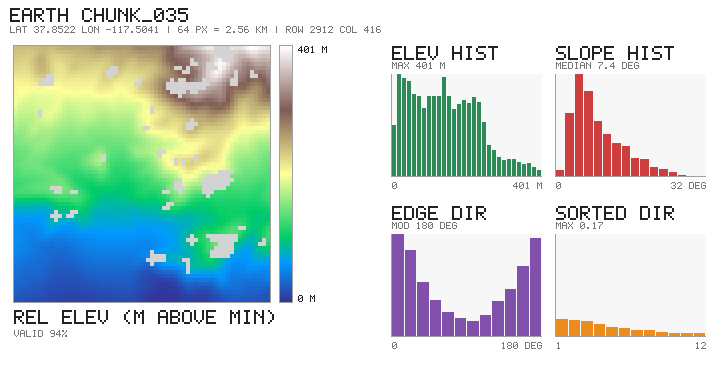 EARTH CHUNK_035
LAT 37.8522 LON -117.5041 | 64 PX = 2.56 KM | ROW 2912 COL 416
401 M
0 M
REL ELEV (M ABOVE MIN)
VALID 94%
ELEV HIST
MAX 401 M
0 401 M
SLOPE HIST
MEDIAN 7.4 DEG
0 32 DEG
EDGE DIR
MOD 180 DEG
0 180 DEG
SORTED DIR
MAX 0.17
1 12